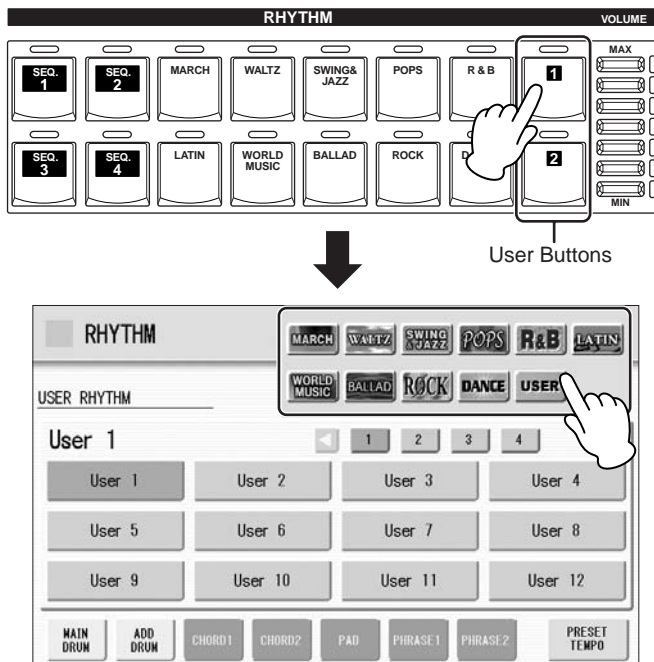 RHYTHM VOLUME
MAX
SEQ. 1 SEQ. 2 MARCH WALTZ SWING& JAZZ POPS R & B 1
SEQ. 3 SEQ. 4 LATIN WORLD MUSIC BALLAD ROCK 2
MIN
User Buttons
RHYTHM
MARCH WALTZ SWING & JAZZ POPS R&B LATIN
WORLD MUSIC BALLAD ROCK DANCE USER
USER RHYTHM
User 1 1 2 3 4
User 1 User 2 User 3 User 4
User 5 User 6 User 7 User 8
User 9 User 10 User 11 User 12
MAIN DRUM ADD DRUM CHORD1 CHORD2 PAD PHRASE1 PHRASE2 PRESET TEMPO